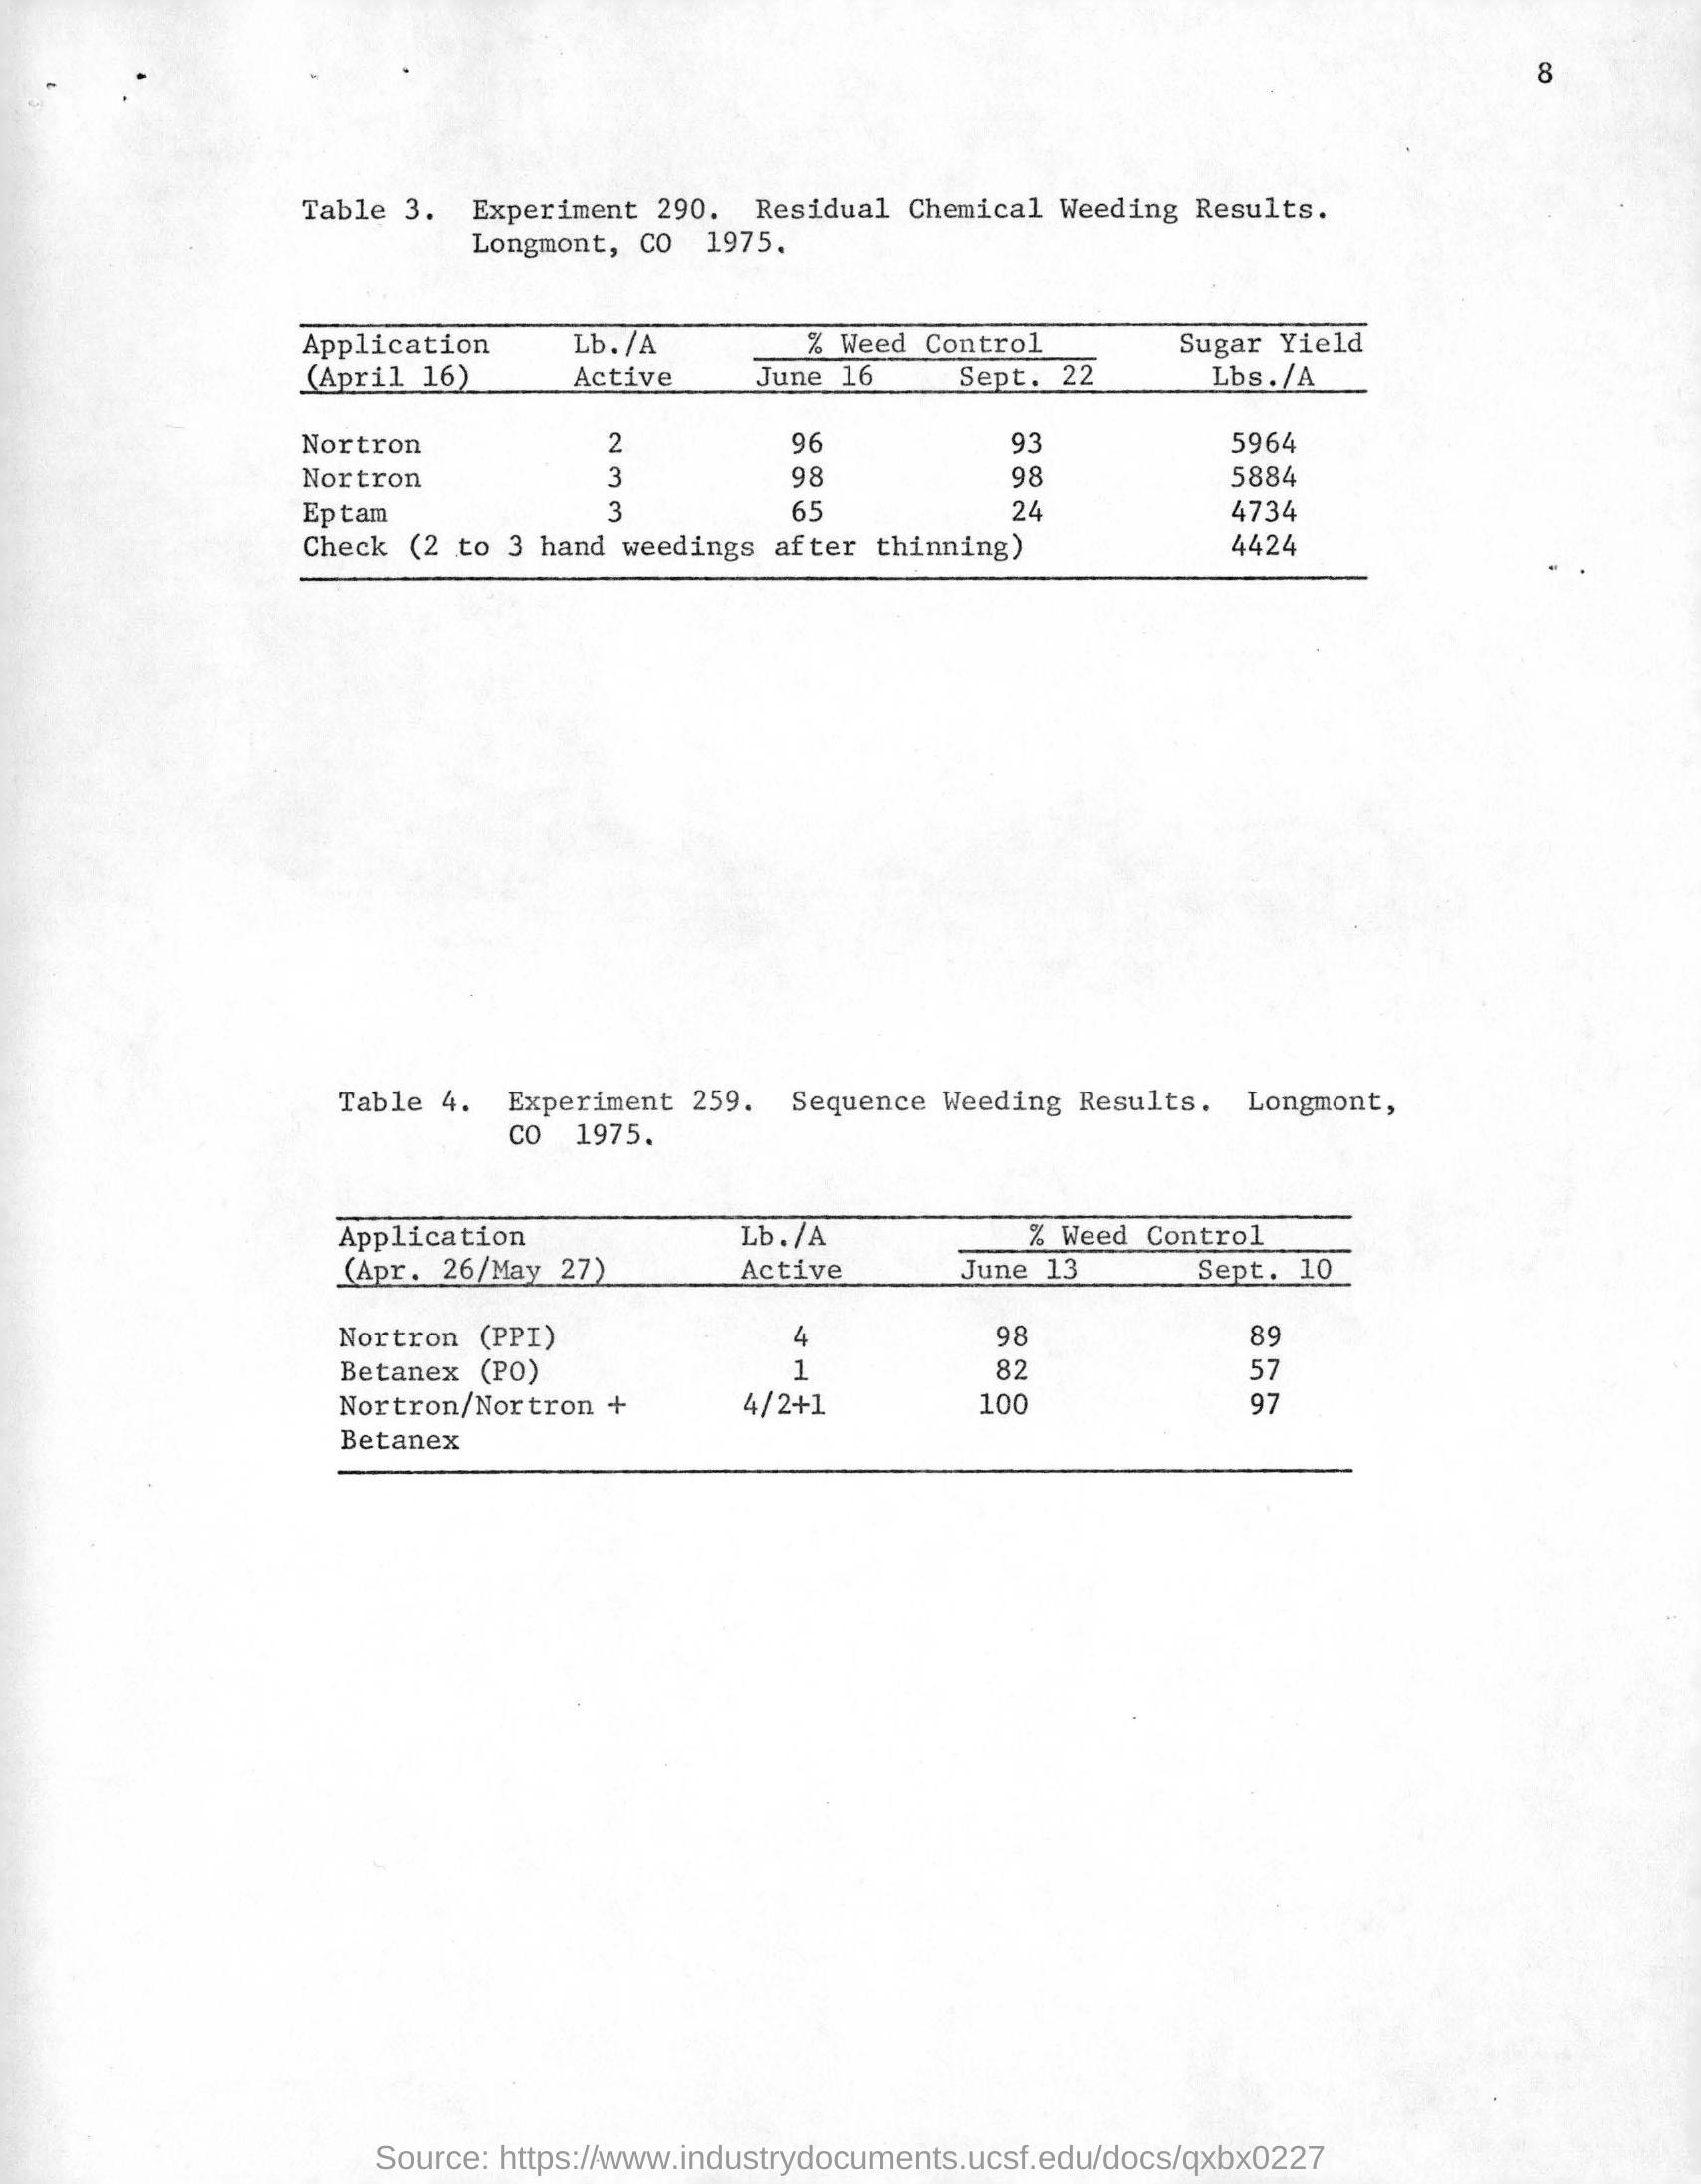 8
Table 3. Experiment 290. Residual Chemical Weeding Results.
Longmont, CO 1975.
Application Lb./A % Weed Control Sugar Yield
(April 16) Active June 16 Sept. 22 Lbs./A
Nortron 2 96 93 5964
Nortron 3 98 98 5884
Eptam 3 65 24 4734
Check (2 to 3 hand weedings after thinning) 4424
Table 4. Experiment 259. Sequence Weeding Results. Longmont,
CO 1975.
Application Lb./A % Weed Control
(Apr. 26/May 27) Active June 13 Sept. 10
Nortron (PPI) 4 98 89
Betanex (PO) 1 82 57
Nortron/Nortron + 4/2+1 100 97
Betanex
Source: https://www.industrydocuments.ucsf.edu/docs/qxbx0227